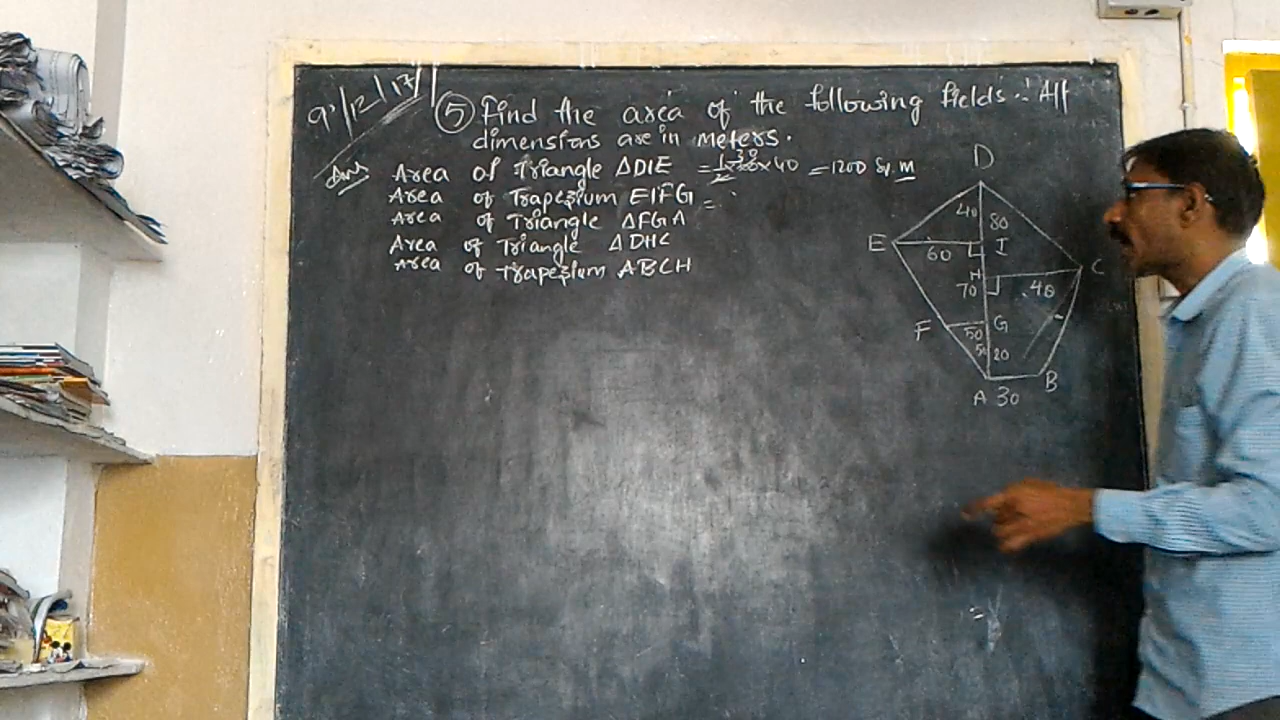 9/12/17
⑤ Find the area of the following fields. All
dimensions are in meters.
Ans Area of Triangle ΔDIE = 1/2 × 60 × 40 = 1200 Sq. m
30
Area of Trapezium EIFG =
Area of Triangle ΔFGA
Area of Triangle ΔDHC
Area of Trapezium ABCH
D
40 80
E 60 I
H C
70 40
F 50 G
50 20
A 30 B